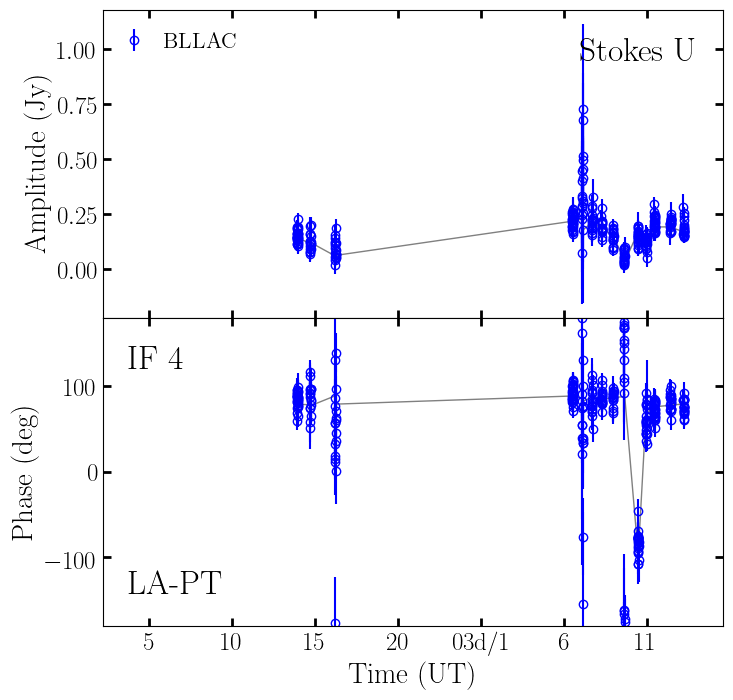 BLLAC
Stokes U
1.00
0.75
0.50
0.25
0.00
Amplitude (Jy)
IF 4
100
0
−100
Phase (deg)
LA-PT
5 10 15 20 03d/1 6 11
Time (UT)